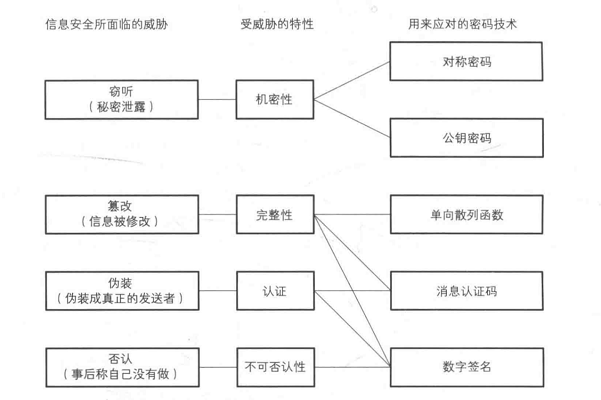 信息安全所面临的威胁
受威胁的特性
用来应对的密码技术
窃听
（秘密泄露）
机密性
对称密码
公钥密码
篡改
（信息被修改）
完整性
单向散列函数
伪装
（伪装成真正的发送者）
认证
消息认证码
否认
（事后称自己没有做）
不可否认性
数字签名